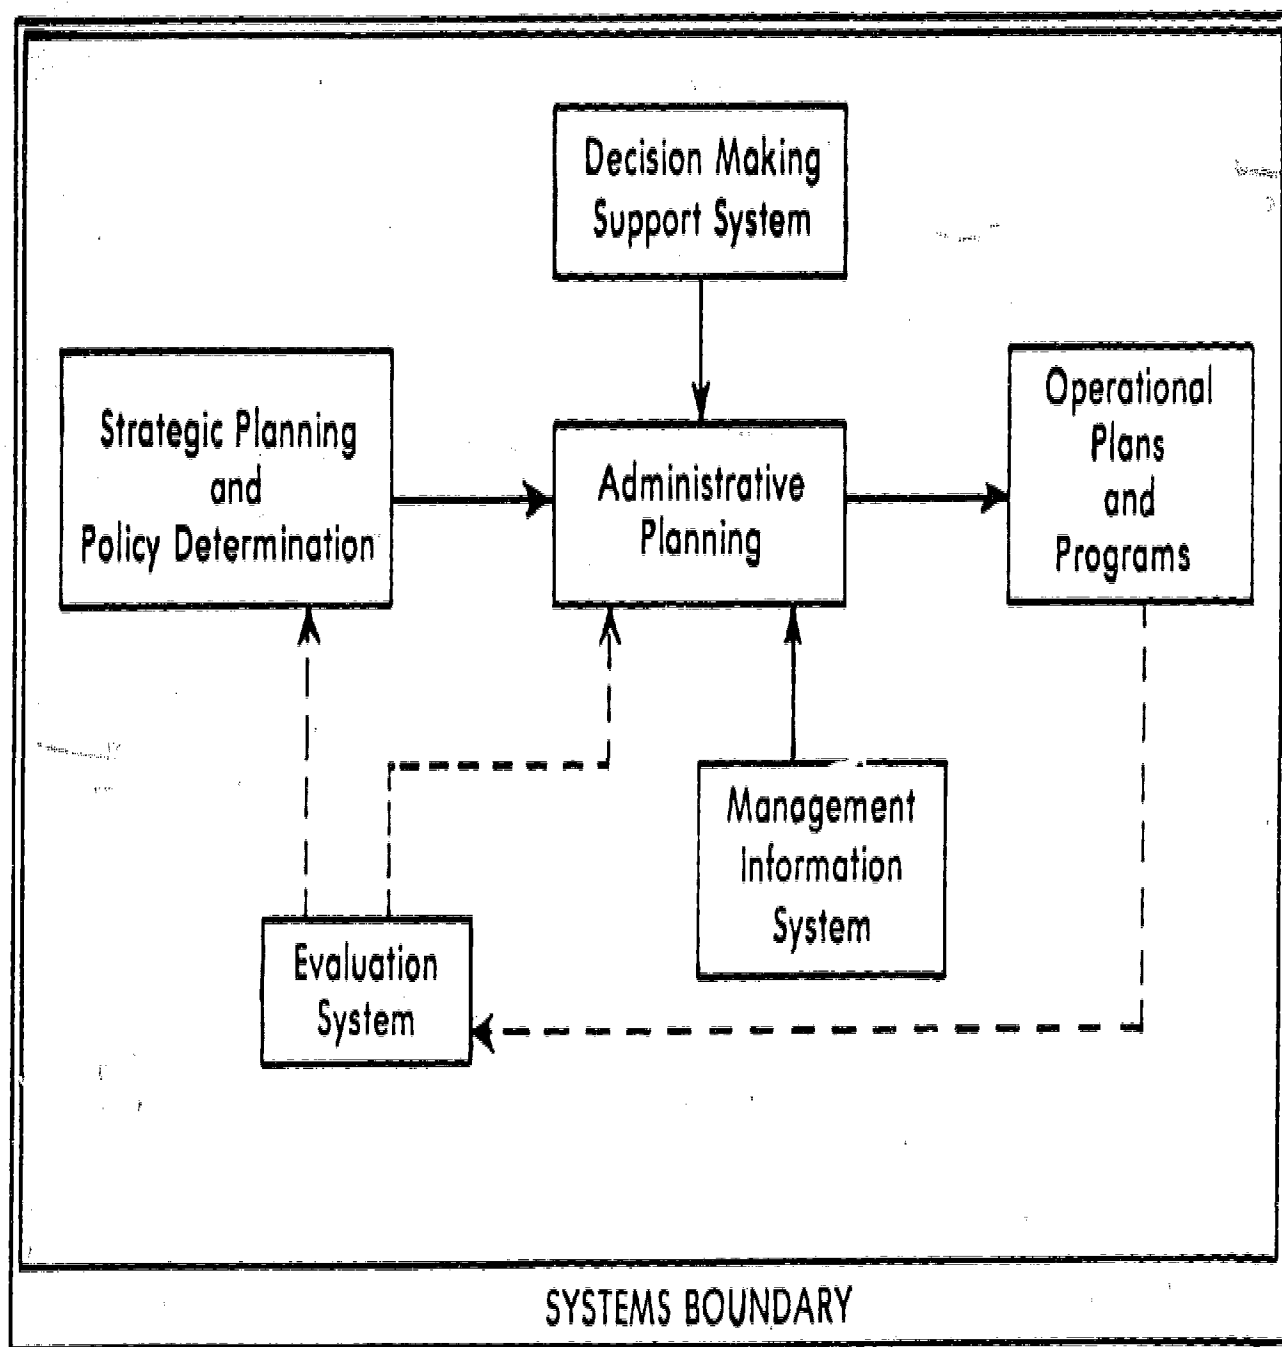 Decision Making
Support System
Strategic Planning
and
Policy Determination
Administrative
Planning
Operational
Plans
and
Programs
Management
Information
System
Evaluation
System
SYSTEMS BOUNDARY